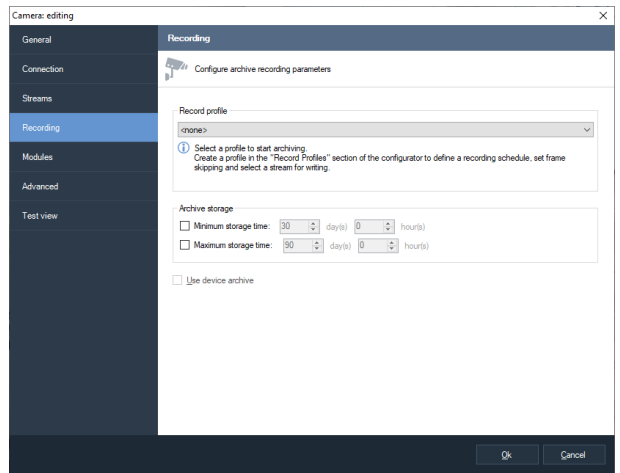 Camera: editing
General
Connection
Streams
Recording
Modules
Advanced
Test view
Recording
Configure archive recording parameters
Record profile
<none>
Select a profile to start archiving.
Create a profile in the "Record Profiles" section of the configurator to define a recording schedule, set frame
skipping and select a stream for writing.
Archive storage
Minimum storage time: 30 day(s) 0 hour(s)
Maximum storage time: 90 day(s) 0 hour(s)
Use device archive
Ok Cancel